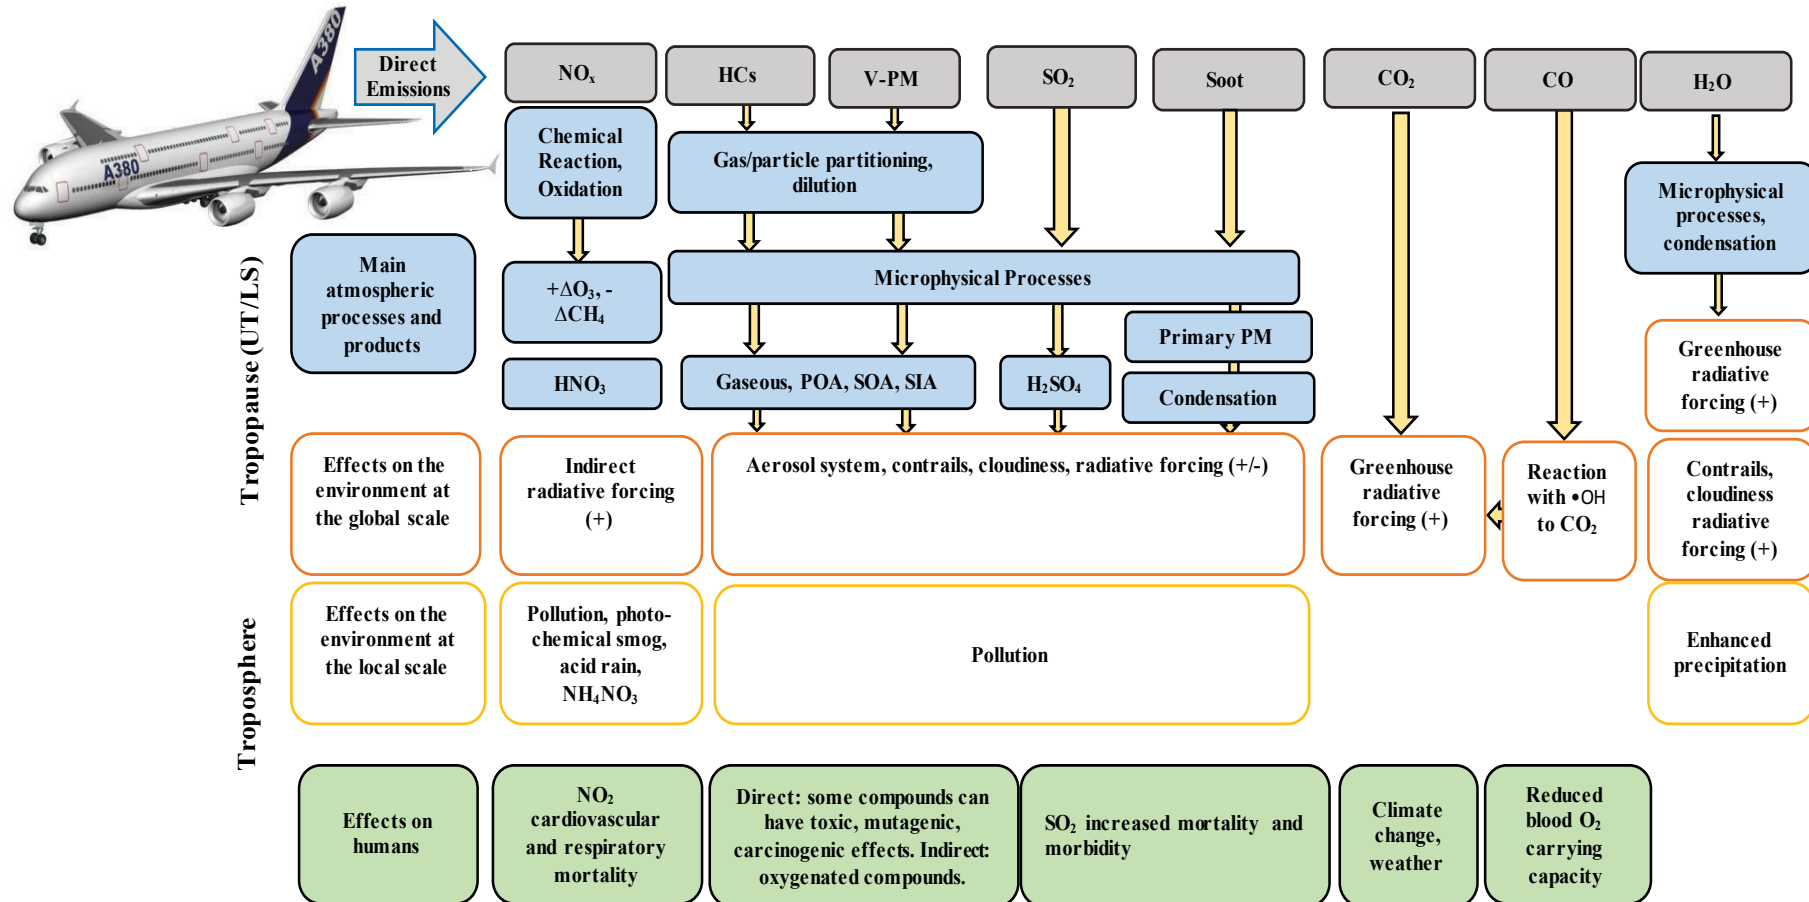 A380
A380
Direct
Emissions
NOₓ
HCs
V-PM
SO₂
Soot
CO₂
CO
H₂O
Chemical
Reaction,
Oxidation
Gas/particle partitioning,
dilution
Microphysical
processes,
condensation
Tropopause (UT/LS)
Main
atmospheric
processes and
products
+ΔO₃, -
ΔCH₄
Microphysical Processes
Primary PM
Greenhouse
radiative
forcing (+)
HNO₃
Gaseous, POA, SOA, SIA
H₂SO₄
Condensation
Effects on the
environment at
the global scale
Indirect
radiative forcing
(+)
Aerosol system, contrails, cloudiness, radiative forcing (+/-)
Greenhouse
radiative
forcing (+)
Reaction
with •OH
to CO₂
Contrails,
cloudiness
radiative
forcing (+)
Troposphere
Effects on the
environment at
the local scale
Pollution, photo-
chemical smog,
acid rain,
NH₄NO₃
Pollution
Enhanced
precipitation
Effects on
humans
NO₂
cardiovascular
and respiratory
mortality
Direct: some compounds can
have toxic, mutagenic,
carcinogenic effects. Indirect:
oxygenated compounds.
SO₂ increased mortality and
morbidity
Climate
change,
weather
Reduced
blood O₂
carrying
capacity